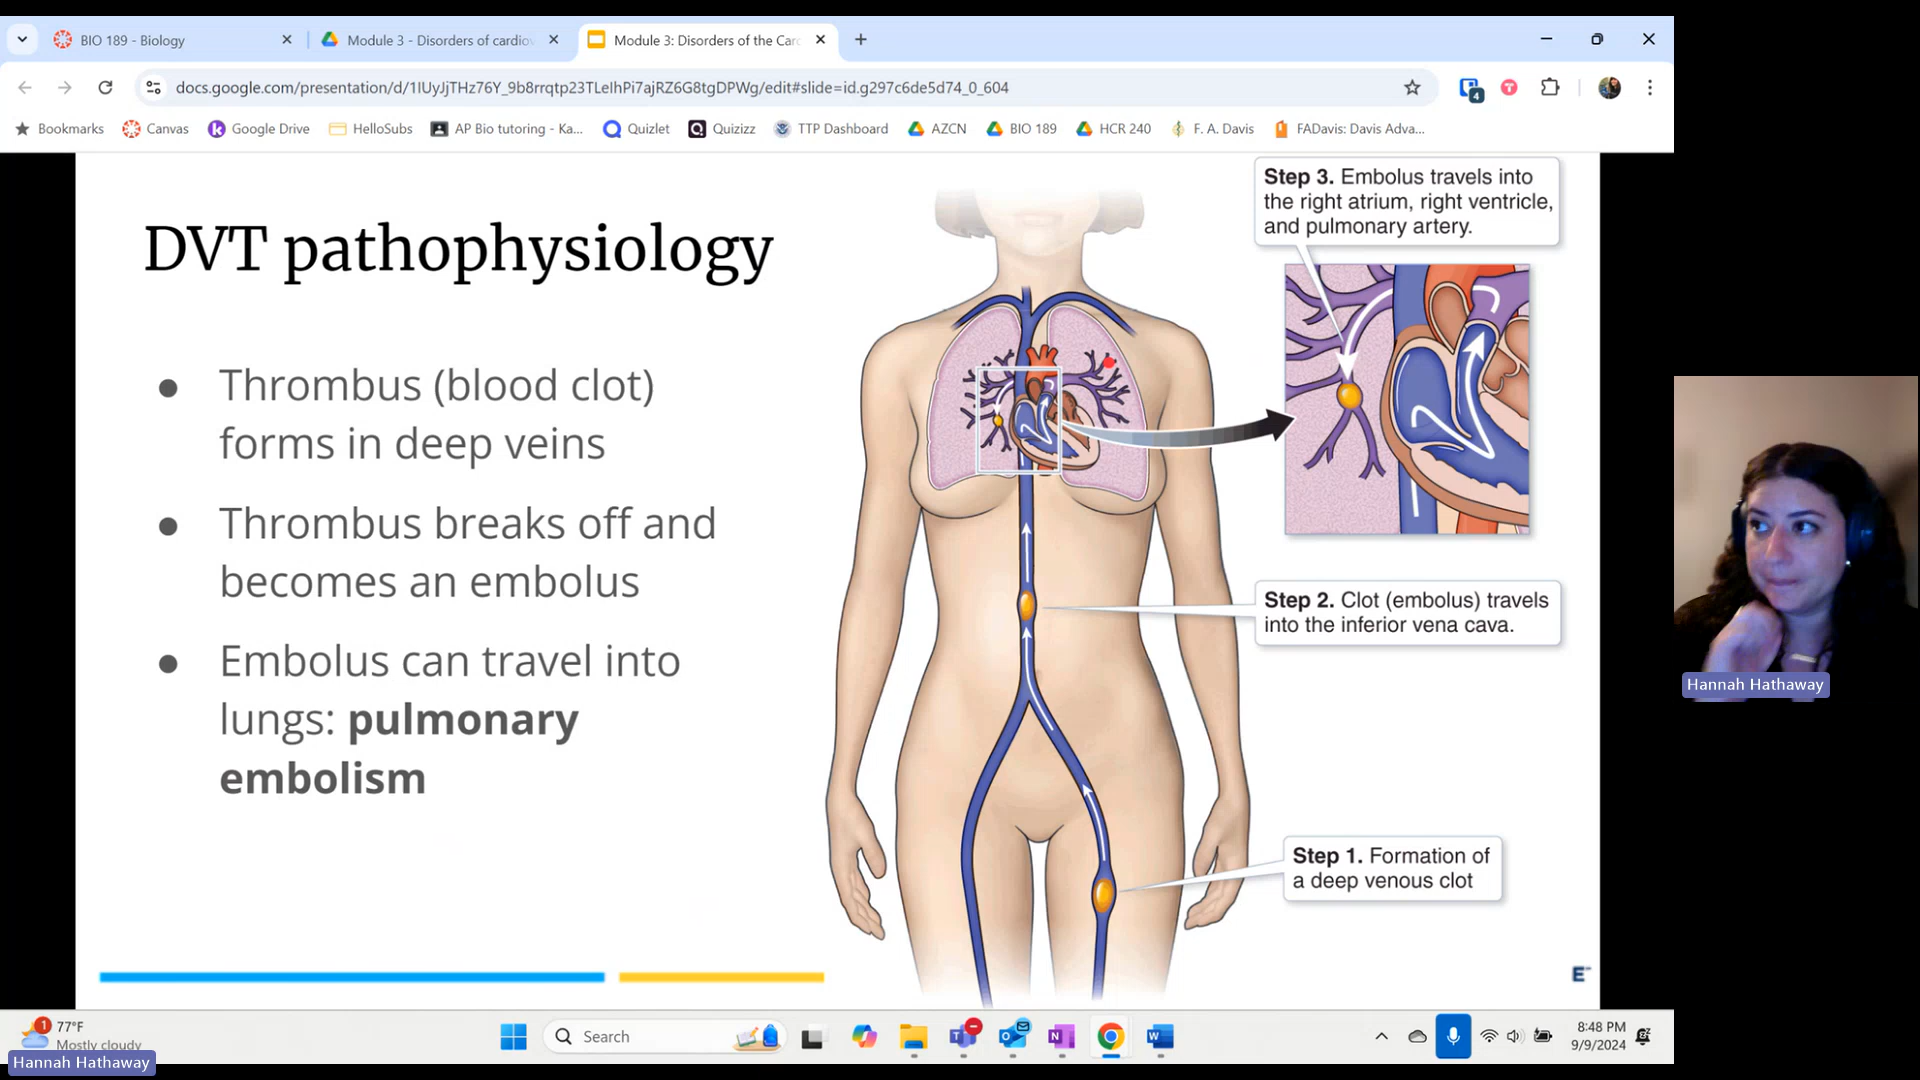 BIO 189 - Biology
Module 3 - Disorders of cardiov
Module 3: Disorders of the Card
docs.google.com/presentation/d/1IUyJjTHz76Y_9b8rrqtp23TLeIhPi7ajRZ6G8tgDPWg/edit#slide=id.g297c6de5d74_0_604
4
Bookmarks
Canvas
Google Drive
HelloSubs
AP Bio tutoring - Ka...
Quizlet
Quizizz
TTP Dashboard
AZCN
BIO 189
HCR 240
F. A. Davis
FADavis: Davis Adva...
DVT pathophysiology
● Thrombus (blood clot)
forms in deep veins
● Thrombus breaks off and
becomes an embolus
● Embolus can travel into
lungs: pulmonary
embolism
Step 3. Embolus travels into
the right atrium, right ventricle,
and pulmonary artery.
Step 2. Clot (embolus) travels
into the inferior vena cava.
Step 1. Formation of
a deep venous clot
E
Hannah Hathaway
1
77°F
Mostly cloudy
Hannah Hathaway
Search
8:48 PM
9/9/2024